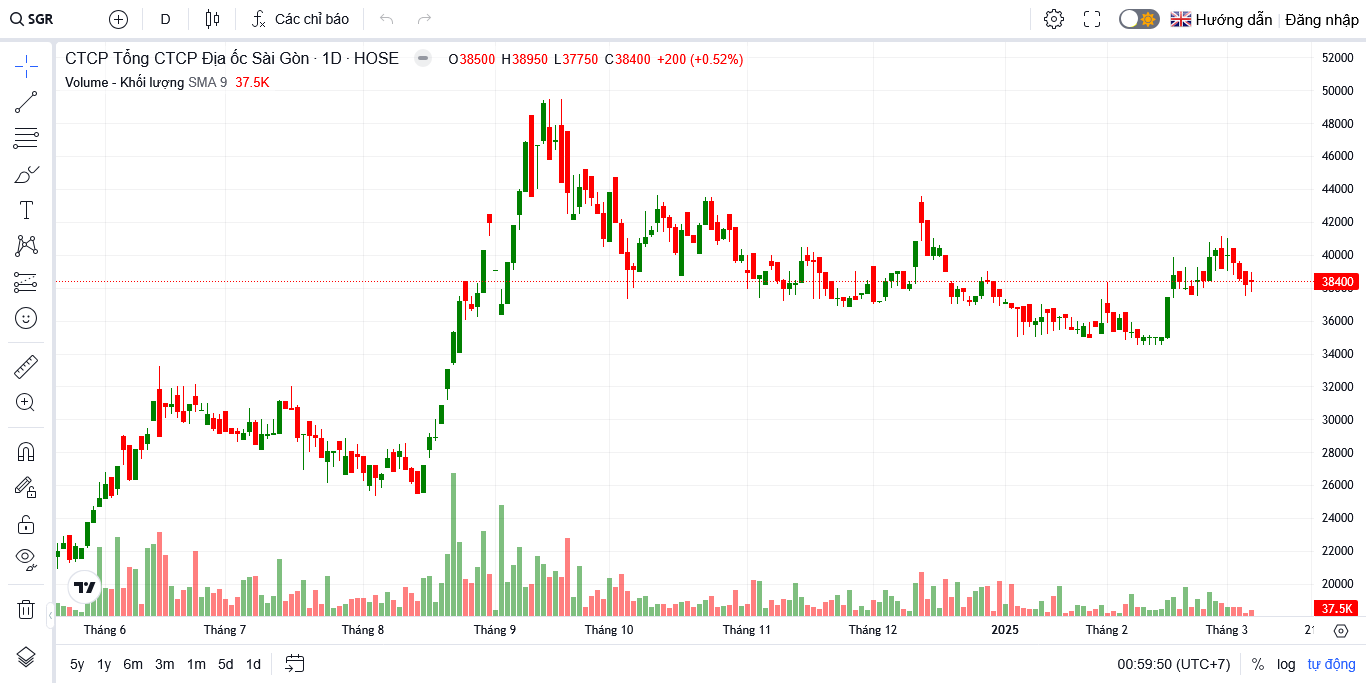 SGR D Các chỉ báo Hướng dẫn Đăng nhập
CTCP Tổng CTCP Địa ốc Sài Gòn · 1D · HOSE O38500 H38950 L37750 C38400 +200 (+0.52%)
Volume - Khối lượng SMA 9 37.5K
52000
50000
48000
46000
44000
42000
40000
38400
36000
34000
32000
30000
28000
26000
24000
22000
20000
37.5K
Tháng 6 Tháng 7 Tháng 8 Tháng 9 Tháng 10 Tháng 11 Tháng 12 2025 Tháng 2 Tháng 3
5y 1y 6m 3m 1m 5d 1d 00:59:50 (UTC+7) % log tự động